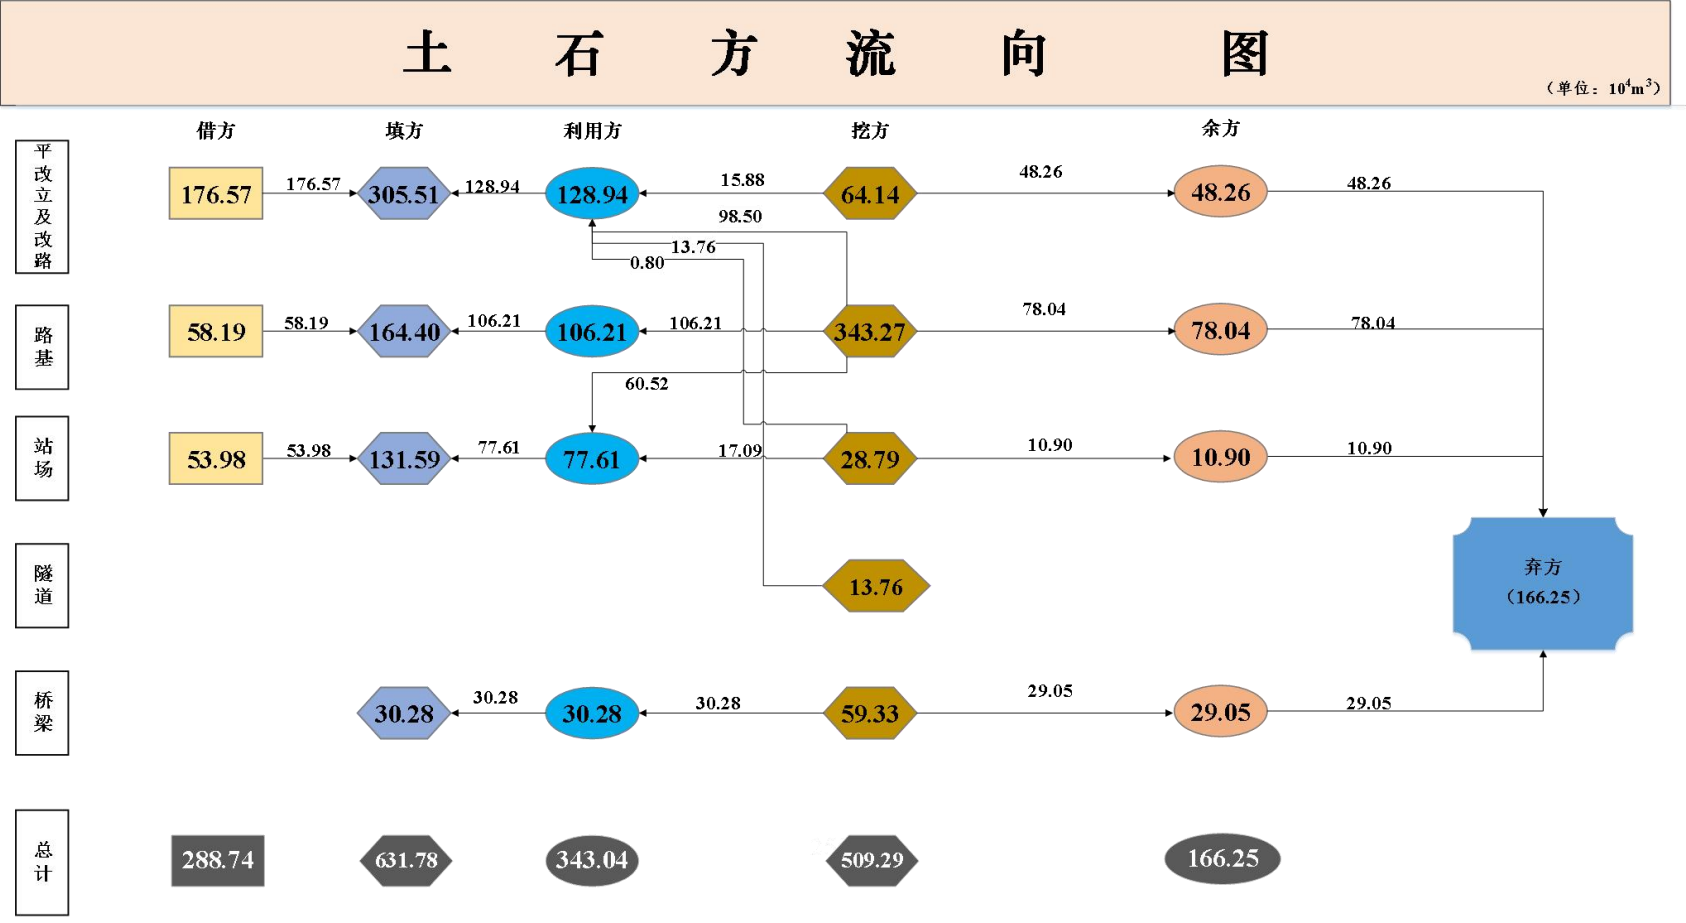 土石方流向图
（单位：10⁴m³）
借方 填方 利用方 挖方 余方
平改立及改路
176.57 176.57 305.51 128.94 128.94 15.88 64.14 48.26 48.26 48.26
98.50
13.76
0.80
路基
58.19 58.19 164.40 106.21 106.21 106.21 343.27 78.04 78.04 78.04
60.52
站场
53.98 53.98 131.59 77.61 77.61 17.09 28.79 10.90 10.90 10.90
隧道
13.76
弃方
（166.25）
桥梁
30.28 30.28 30.28 30.28 59.33 29.05 29.05 29.05
总计
288.74 631.78 343.04 509.29 166.25